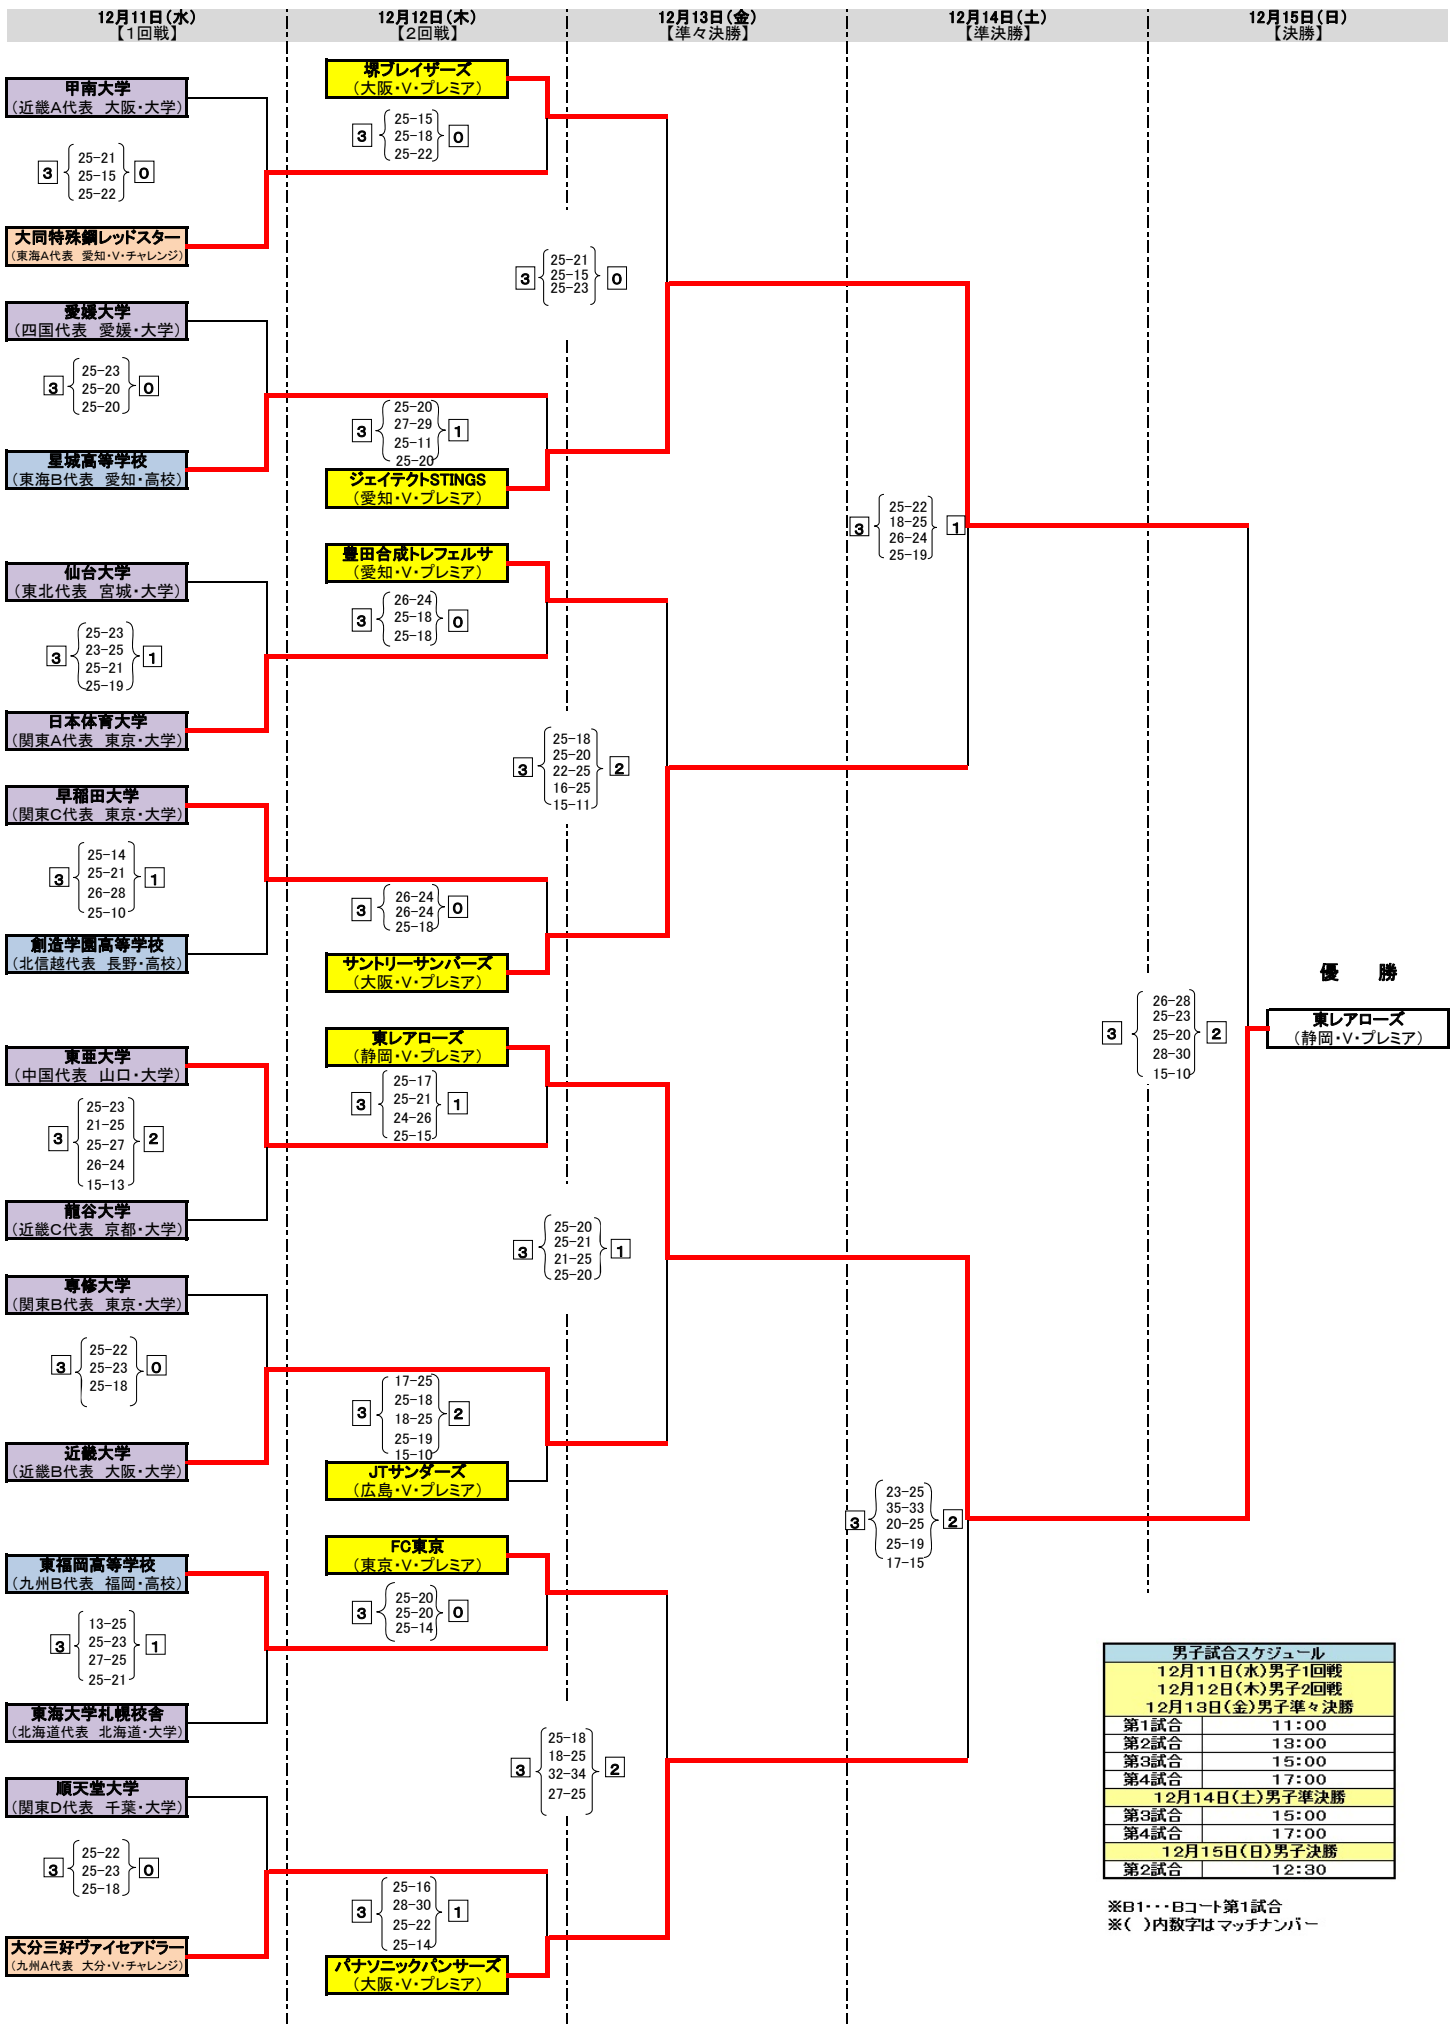 12月11日(水)
【1回戦】
12月12日(木)
【2回戦】
12月13日(金)
【準々決勝】
12月14日(土)
【準決勝】
12月15日(日)
【決勝】
甲南大学
(近畿A代表 大阪・大学)
3
25-21
25-15
25-22
0
大同特殊鋼レッドスター
(東海A代表 愛知・V・チャレンジ)
愛媛大学
(四国代表 愛媛・大学)
3
25-23
25-20
25-20
0
星城高等学校
(東海B代表 愛知・高校)
仙台大学
(東北代表 宮城・大学)
3
25-23
23-25
25-21
25-19
1
日本体育大学
(関東A代表 東京・大学)
早稲田大学
(関東C代表 東京・大学)
3
25-14
25-21
26-28
25-10
1
創造学園高等学校
(北信越代表 長野・高校)
東亜大学
(中国代表 山口・大学)
3
25-23
21-25
25-27
26-24
15-13
2
龍谷大学
(近畿C代表 京都・大学)
専修大学
(関東B代表 東京・大学)
3
25-22
25-23
25-18
0
近畿大学
(近畿B代表 大阪・大学)
東福岡高等学校
(九州B代表 福岡・高校)
3
13-25
25-23
27-25
25-21
1
東海大学札幌校舎
(北海道代表 北海道・大学)
順天堂大学
(関東D代表 千葉・大学)
3
25-22
25-23
25-18
0
大分三好ヴァイセアドラー
(九州A代表 大分・V・チャレンジ)
堺ブレイザーズ
(大阪・V・プレミア)
3
25-15
25-18
25-22
0
3
25-20
27-29
25-11
25-20
1
ジェイテクトSTINGS
(愛知・V・プレミア)
豊田合成トレフェルサ
(愛知・V・プレミア)
3
26-24
25-18
25-18
0
3
26-24
26-24
25-18
0
サントリーサンバーズ
(大阪・V・プレミア)
東レアローズ
(静岡・V・プレミア)
3
25-17
25-21
24-26
25-15
1
3
17-25
25-18
18-25
25-19
15-10
2
JTサンダーズ
(広島・V・プレミア)
FC東京
(東京・V・プレミア)
3
25-20
25-20
25-14
0
3
25-16
28-30
25-22
25-14
1
パナソニックパンサーズ
(大阪・V・プレミア)
3
25-21
25-15
25-23
0
3
25-18
25-20
22-25
16-25
15-11
2
3
25-20
25-21
21-25
25-20
1
3
25-18
18-25
32-34
27-25
2
3
25-22
18-25
26-24
25-19
1
3
23-25
35-33
20-25
25-19
17-15
2
3
26-28
25-23
25-20
28-30
15-10
2
優 勝
東レアローズ
(静岡・V・プレミア)
男子試合スケジュール
12月11日(水)男子1回戦
12月12日(木)男子2回戦
12月13日(金)男子準々決勝
第1試合 11:00
第2試合 13:00
第3試合 15:00
第4試合 17:00
12月14日(土)男子準決勝
第3試合 15:00
第4試合 17:00
12月15日(日)男子決勝
第2試合 12:30
※B1・・・Bコート第1試合
※( )内数字はマッチナンバー